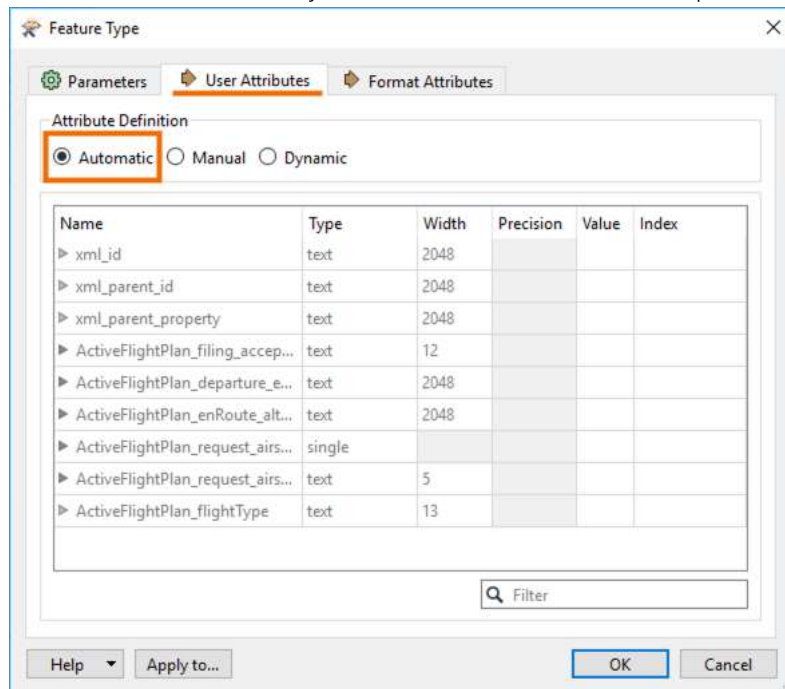 Feature Type
Parameters User Attributes Format Attributes
Attribute Definition
Automatic Manual Dynamic
Name Type Width Precision Value Index
xml_id text 2048
xml_parent_id text 2048
xml_parent_property text 2048
ActiveFlightPlan_filing_accep... text 12
ActiveFlightPlan_departure_e... text 2048
ActiveFlightPlan_enRoute_alt... text 2048
ActiveFlightPlan_request_airs... single
ActiveFlightPlan_request_airs... text 5
ActiveFlightPlan_flightType text 13
Filter
Help Apply to... OK Cancel